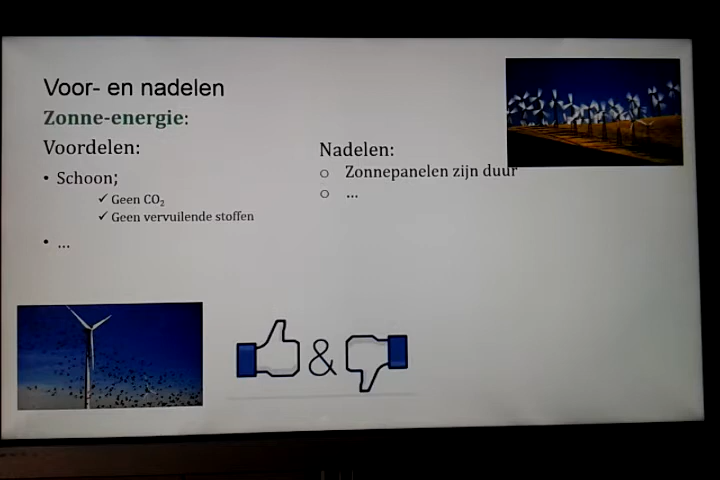 Voor- en nadelen
Zonne-energie:
Voordelen:
• Schoon;
✓ Geen CO₂
✓ Geen vervuilende stoffen
• ...
Nadelen:
○ Zonnepanelen zijn duur
○ ...
&